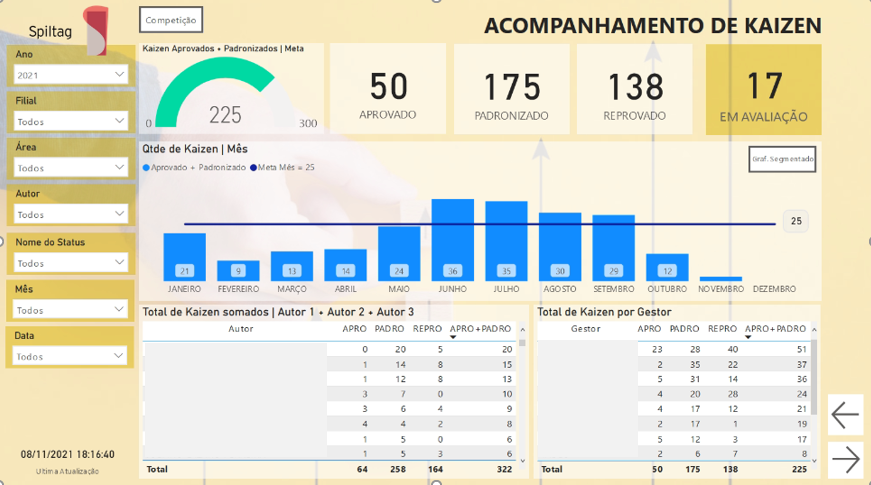 Spiltag
Competição
ACOMPANHAMENTO DE KAIZEN
Ano
2021
Filial
Todos
Área
Todos
Autor
Todos
Nome do Status
Todos
Mês
Todos
Data
Todos
08/11/2021 18:16:40
Ultima Atualização
Kaizen Aprovados + Padronizados | Meta
225
0
300
50
APROVADO
175
PADRONIZADO
138
REPROVADO
17
EM AVALIAÇÃO
Qtde de Kaizen | Mês
Aprovado + Padronizado Meta Mês = 25
Graf. Segmentado
25
21 9 13 14 24 36 35 30 29 12
JANEIRO FEVEREIRO MARÇO ABRIL MAIO JUNHO JULHO AGOSTO SETEMBRO OUTUBRO NOVEMBRO DEZEMBRO
Total de Kaizen somados | Autor 1 + Autor 2 + Autor 3
Autor APRO PADRO REPRO APRO+PADRO
0 20 5 20
1 14 8 15
1 12 8 13
3 7 0 10
3 6 4 9
4 4 2 8
1 5 0 6
1 5 3 6
Total 64 258 164 322
Total de Kaizen por Gestor
Gestor APRO PADRO REPRO APRO+PADRO
23 28 40 51
2 35 22 37
5 31 14 36
4 20 28 24
4 17 12 21
2 17 1 19
5 12 3 17
2 6 7 8
Total 50 175 138 225